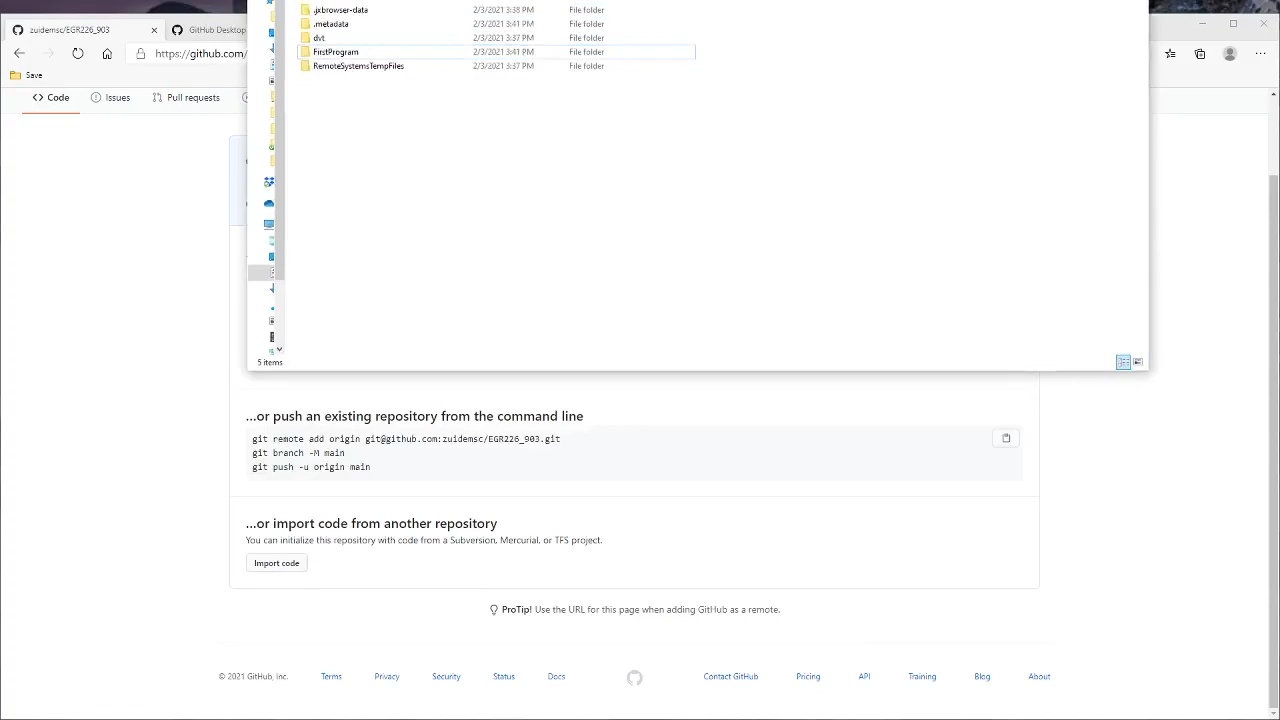 .jxbrowser-data 2/3/2021 3:38 PM File folder
.metadata 2/3/2021 3:41 PM File folder
dvt 2/3/2021 3:37 PM File folder
FirstProgram 2/3/2021 3:41 PM File folder
RemoteSystemsTempFiles 2/3/2021 3:37 PM File folder
zuidemsc/EGR226_903
GitHub Desktop
https://github.com/
Save
Code
Issues
Pull requests
5 items
...or push an existing repository from the command line
git remote add origin git@github.com:zuidemsc/EGR226_903.git
git branch -M main
git push -u origin main
...or import code from another repository
You can initialize this repository with code from a Subversion, Mercurial, or TFS project.
Import code
ProTip! Use the URL for this page when adding GitHub as a remote.
© 2021 GitHub, Inc. Terms Privacy Security Status Docs Contact GitHub Pricing API Training Blog About